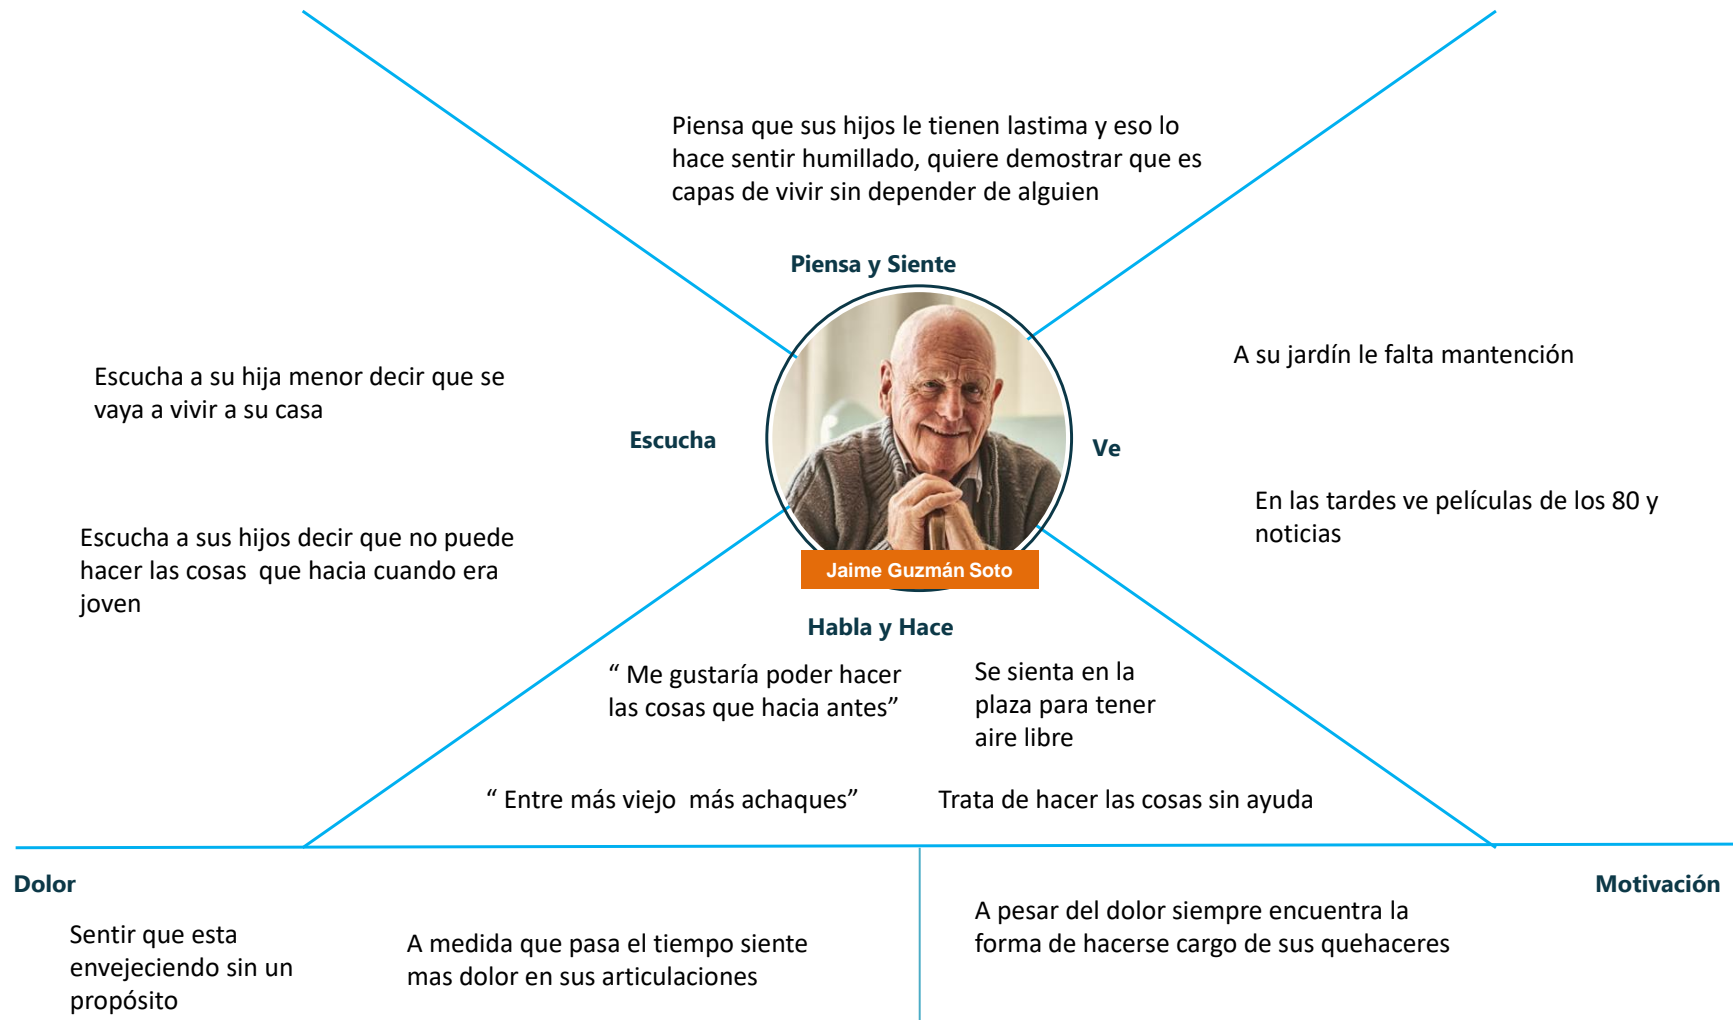 Piensa que sus hijos le tienen lastima y eso lo
hace sentir humillado, quiere demostrar que es
capas de vivir sin depender de alguien
Piensa y Siente
Escucha a su hija menor decir que se
vaya a vivir a su casa
Escucha
Escucha a sus hijos decir que no puede
hacer las cosas  que hacia cuando era
joven
A su jardín le falta mantención
Ve
En las tardes ve películas de los 80 y
noticias
Jaime Guzmán Soto
Habla y Hace
“ Me gustaría poder hacer
las cosas que hacia antes”
Se sienta en la
plaza para tener
aire libre
“ Entre más viejo  más achaques”
Trata de hacer las cosas sin ayuda
Dolor
Sentir que esta
envejeciendo sin un
propósito
A medida que pasa el tiempo siente
mas dolor en sus articulaciones
Motivación
A pesar del dolor siempre encuentra la
forma de hacerse cargo de sus quehaceres